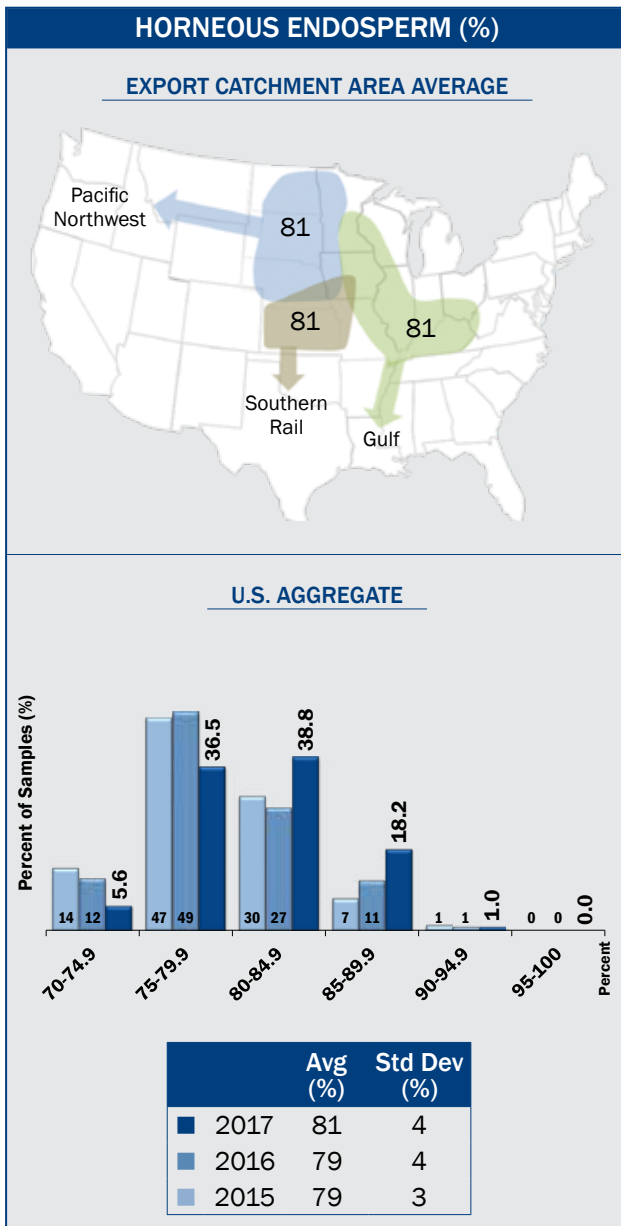 HORNEOUS ENDOSPERM (%)
EXPORT CATCHMENT AREA AVERAGE
Pacific
Northwest
81
81
81
Southern
Rail
Gulf
U.S. AGGREGATE
Percent of Samples (%)
14 12 5.6
47 49 36.5
30 27 38.8
7 11 18.2
1 1 1.0
0 0 0.0
70-74.9 75-79.9 80-84.9 85-89.9 90-94.9 95-100 Percent
Avg Std Dev
(%) (%)
2017 81 4
2016 79 4
2015 79 3